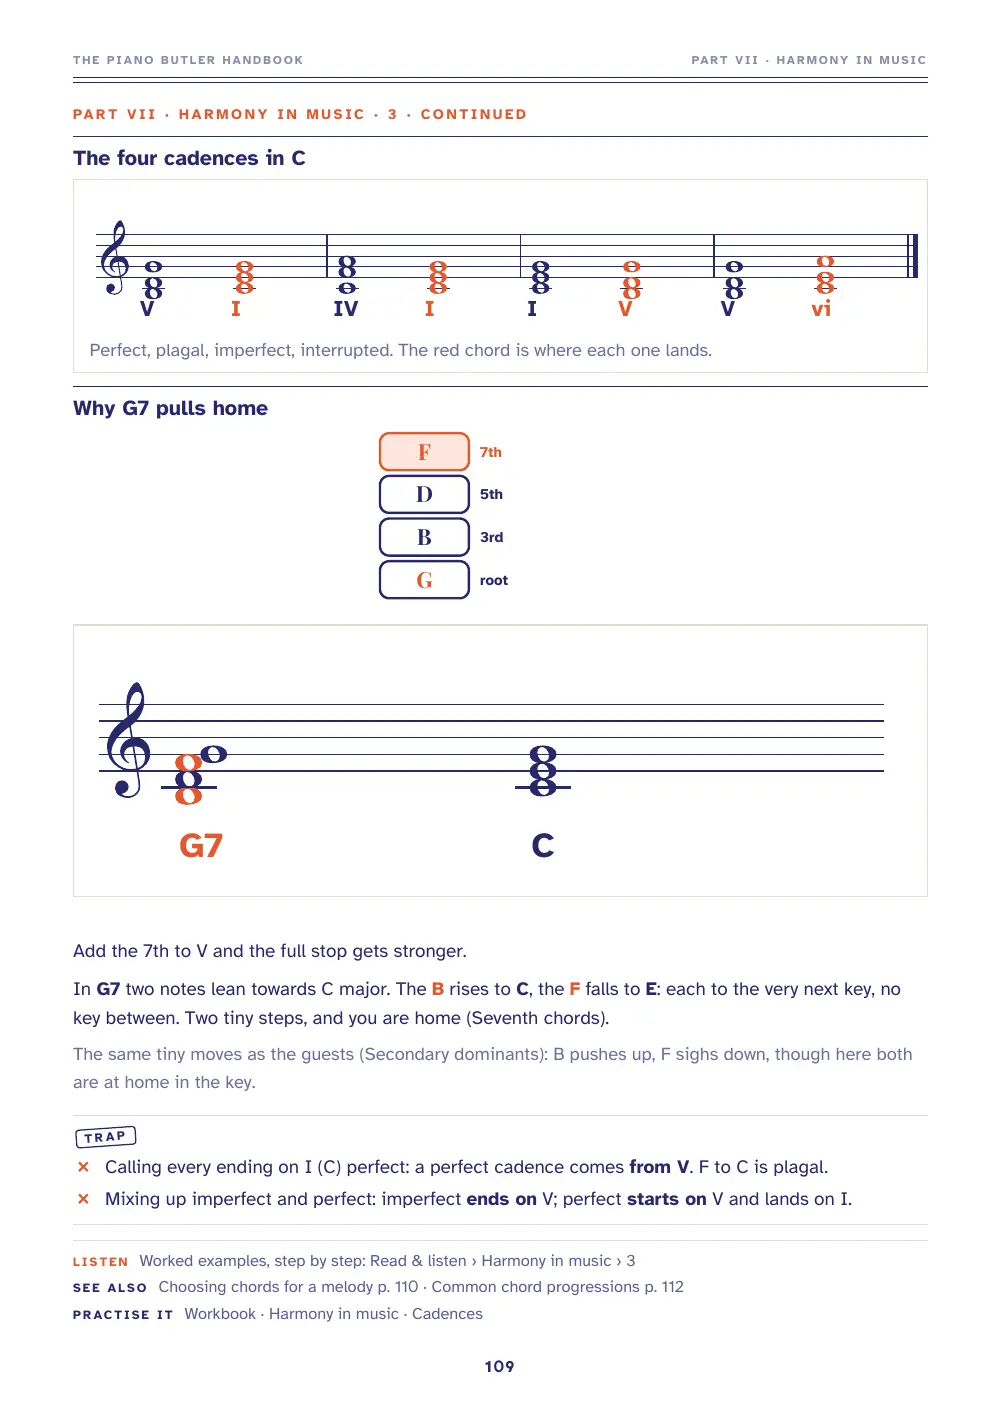 THE PIANO BUTLER HANDBOOK
PART VII · HARMONY IN MUSIC
PART VII · HARMONY IN MUSIC · 3 · CONTINUED
The four cadences in C
V I IV I I V V vi
Perfect, plagal, imperfect, interrupted. The red chord is where each one lands.
Why G7 pulls home
F 7th
D 5th
B 3rd
G root
G7 C
Add the 7th to V and the full stop gets stronger.
In G7 two notes lean towards C major. The B rises to C, the F falls to E: each to the very next key, no
key between. Two tiny steps, and you are home (Seventh chords).
The same tiny moves as the guests (Secondary dominants): B pushes up, F sighs down, though here both
are at home in the key.
TRAP
× Calling every ending on I (C) perfect: a perfect cadence comes from V. F to C is plagal.
× Mixing up imperfect and perfect: imperfect ends on V; perfect starts on V and lands on I.
LISTEN Worked examples, step by step: Read & listen › Harmony in music › 3
SEE ALSO Choosing chords for a melody p. 110 · Common chord progressions p. 112
PRACTISE IT Workbook · Harmony in music · Cadences
109